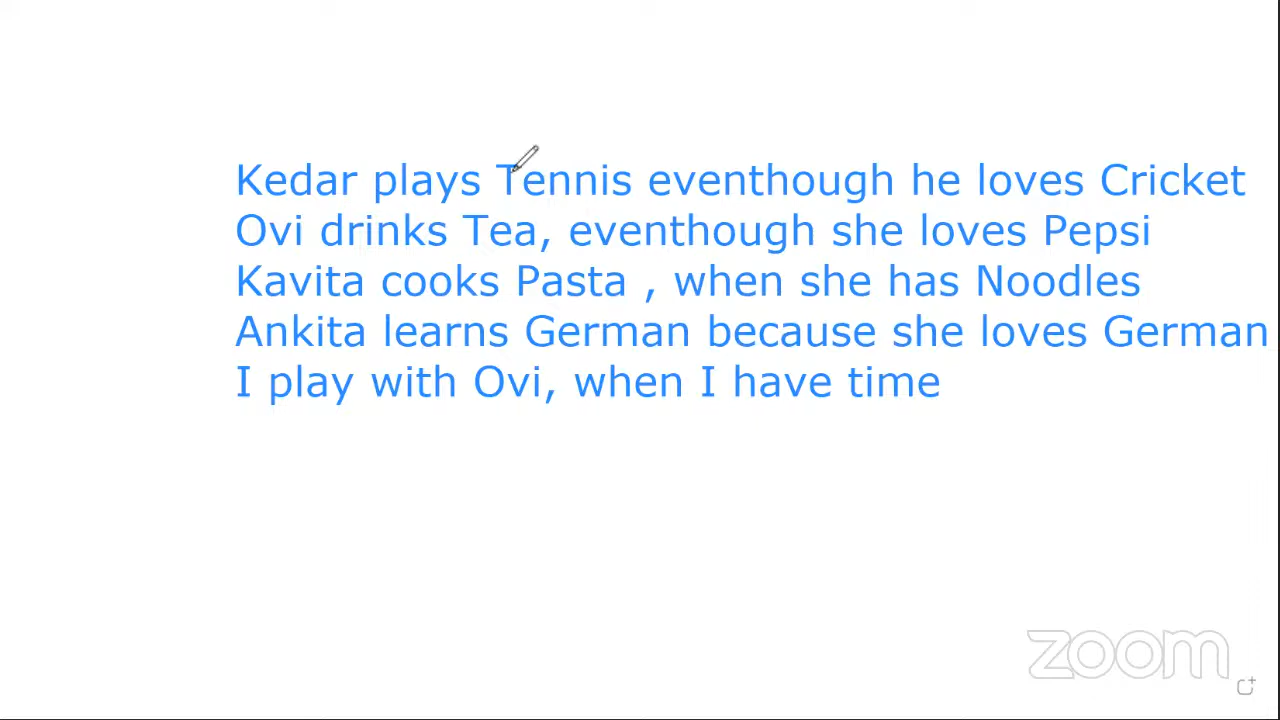 Kedar plays Tennis eventhough he loves Cricket
Ovi drinks Tea, eventhough she loves Pepsi
Kavita cooks Pasta , when she has Noodles
Ankita learns German because she loves German
I play with Ovi, when I have time
zoom